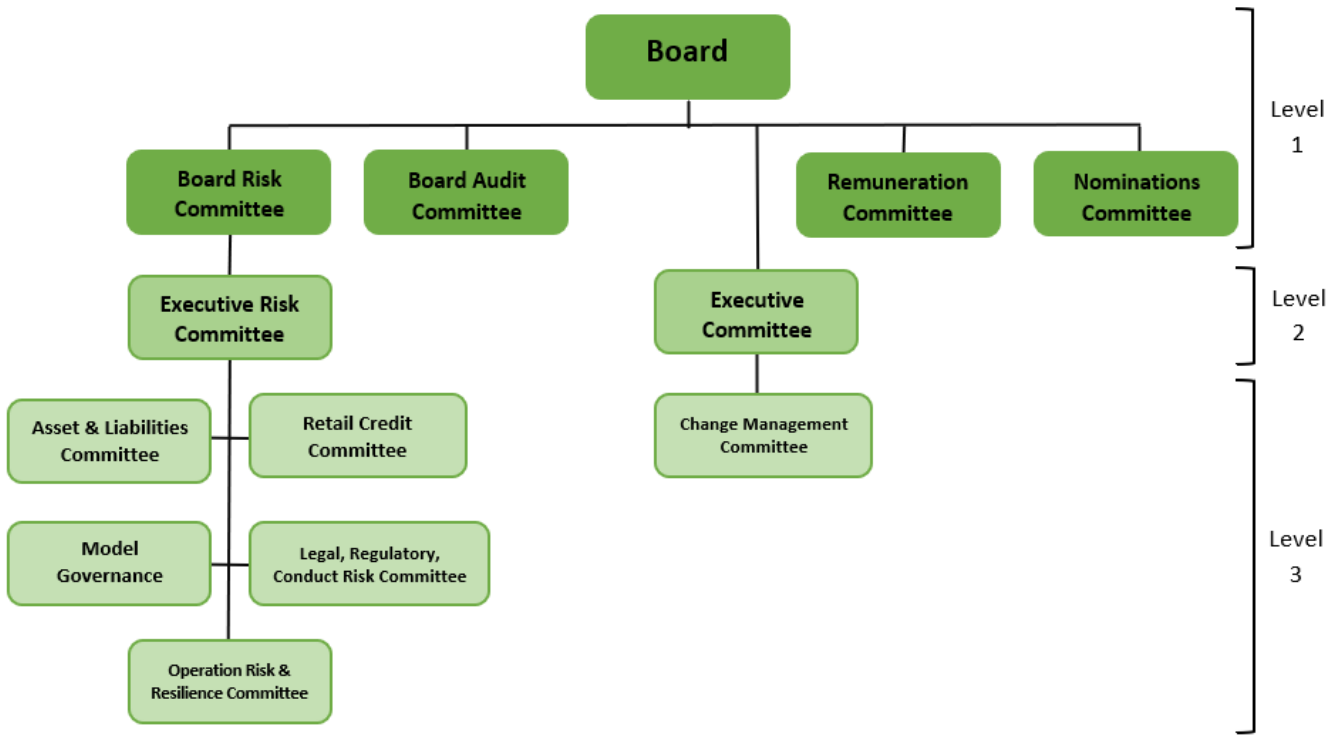 Board
Level
1
Board Risk
Committee
Board Audit
Committee
Remuneration
Committee
Nominations
Committee
Executive Risk
Committee
Executive
Committee
Level
2
Asset & Liabilities
Committee
Retail Credit
Committee
Change Management
Committee
Model
Governance
Legal, Regulatory,
Conduct Risk Committee
Level
3
Operation Risk &
Resilience Committee